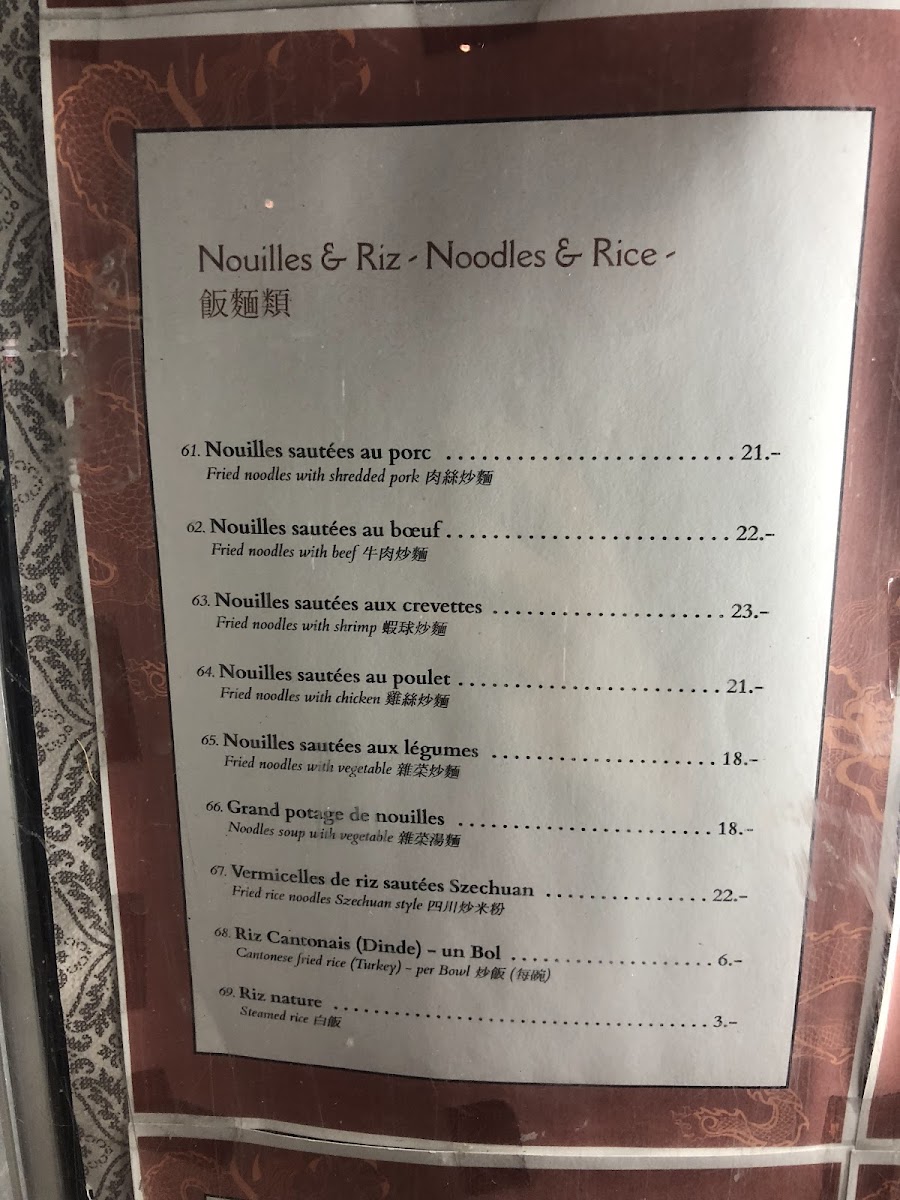 Nouilles & Riz - Noodles & Rice -
飯麵類
61. Nouilles sautées au porc ........................... 21.-
Fried noodles with shredded pork 肉絲炒麵
62. Nouilles sautées au bœuf ........................... 22.-
Fried noodles with beef 牛肉炒麵
63. Nouilles sautées aux crevettes ...................... 23.-
Fried noodles with shrimp 蝦球炒麵
64. Nouilles sautées au poulet ......................... 21.-
Fried noodles with chicken 雞絲炒麵
65. Nouilles sautées aux légumes ...................... 18.-
Fried noodles with vegetable 雜菜炒麵
66. Grand potage de nouilles ......................... 18.-
Noodles soup with vegetable 雜菜湯麵
67. Vermicelles de riz sautées Szechuan ................ 22.-
Fried rice noodles Szechuan style 四川炒米粉
68. Riz Cantonais (Dinde) – un Bol ..................... 6.-
Cantonese fried rice (Turkey) – per Bowl 炒飯 (每碗)
69. Riz nature ...................................... 3.-
Steamed rice 白飯